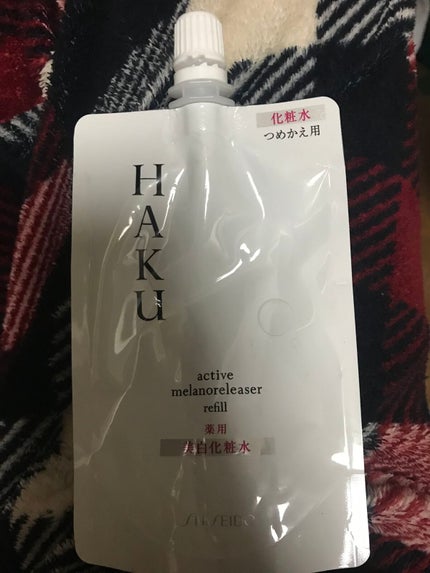 化粧水
つめかえ用
HAKU
active
melanoreleaser
refill
薬用
美白化粧水
SHISEIDO